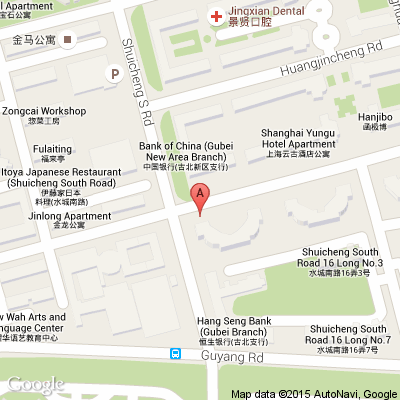 l Apartment
宝石公寓
金马公寓
Jingxian Dental
景贤口腔
Huangjincheng Rd
Shuicheng S Rd
P
Zongcai Workshop
惣菜工房
Hanjibo
函极博
Shanghai Yungu
Hotel Apartment
上海云古酒店公寓
Fulaiting
福来亭
Bank of China (Gubei
New Area Branch)
中国银行(古北新区支行)
Itoya Japanese Restaurant
(Shuicheng South Road)
伊藤家日本
料理(水城南路)
A
Jinlong Apartment
金龙公寓
Shuicheng South
Road 16 Long No.3
水城南路16弄3号
w Wah Arts and
nguage Center
华语艺教育中心
Hang Seng Bank
(Gubei Branch)
恒生银行(古北支行)
Shuicheng South
Road 16 Long No.7
水城南路16弄7号
Guyang Rd
Map data ©2015 AutoNavi, Google